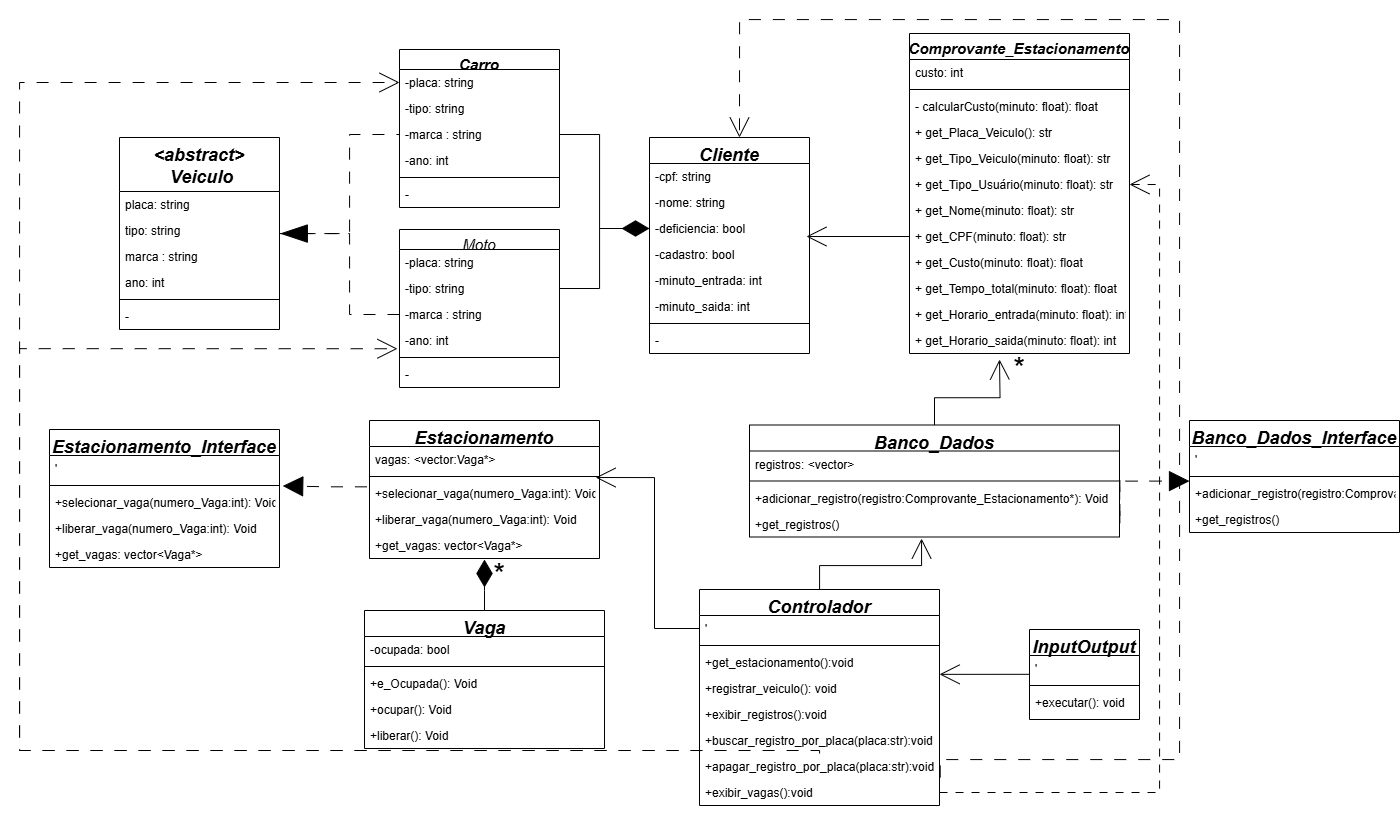 Carro
-placa: string
-tipo: string
-marca : string
-ano: int
-
<abstract>
Veiculo
placa: string
tipo: string
marca : string
ano: int
-
Moto
-placa: string
-tipo: string
-marca : string
-ano: int
-
Cliente
-cpf: string
-nome: string
-deficiencia: bool
-cadastro: bool
-minuto_entrada: int
-minuto_saida: int
-
Comprovante_Estacionamento
custo: int
- calcularCusto(minuto: float): float
+ get_Placa_Veiculo(): str
+ get_Tipo_Veiculo(minuto: float): str
+ get_Tipo_Usuário(minuto: float): str
+ get_Nome(minuto: float): str
+ get_CPF(minuto: float): str
+ get_Custo(minuto: float): float
+ get_Tempo_total(minuto: float): float
+ get_Horario_entrada(minuto: float): int
+ get_Horario_saida(minuto: float): int
*
Estacionamento_Interface
'
+selecionar_vaga(numero_Vaga:int): Voic
+liberar_vaga(numero_Vaga:int): Void
+get_vagas: vector<Vaga*>
Estacionamento
vagas: <vector:Vaga*>
+selecionar_vaga(numero_Vaga:int): Voic
+liberar_vaga(numero_Vaga:int): Void
+get_vagas: vector<Vaga*>
*
Vaga
-ocupada: bool
+e_Ocupada(): Void
+ocupar(): Void
+liberar(): Void
Banco_Dados
registros: <vector>
+adicionar_registro(registro:Comprovante_Estacionamento*): Void
+get_registros()
Banco_Dados_Interface
'
+adicionar_registro(registro:Comprova
+get_registros()
Controlador
'
+get_estacionamento():void
+registrar_veiculo(): void
+exibir_registros():void
+buscar_registro_por_placa(placa:str):void
+apagar_registro_por_placa(placa:str):void
+exibir_vagas():void
InputOutput
'
+executar(): void